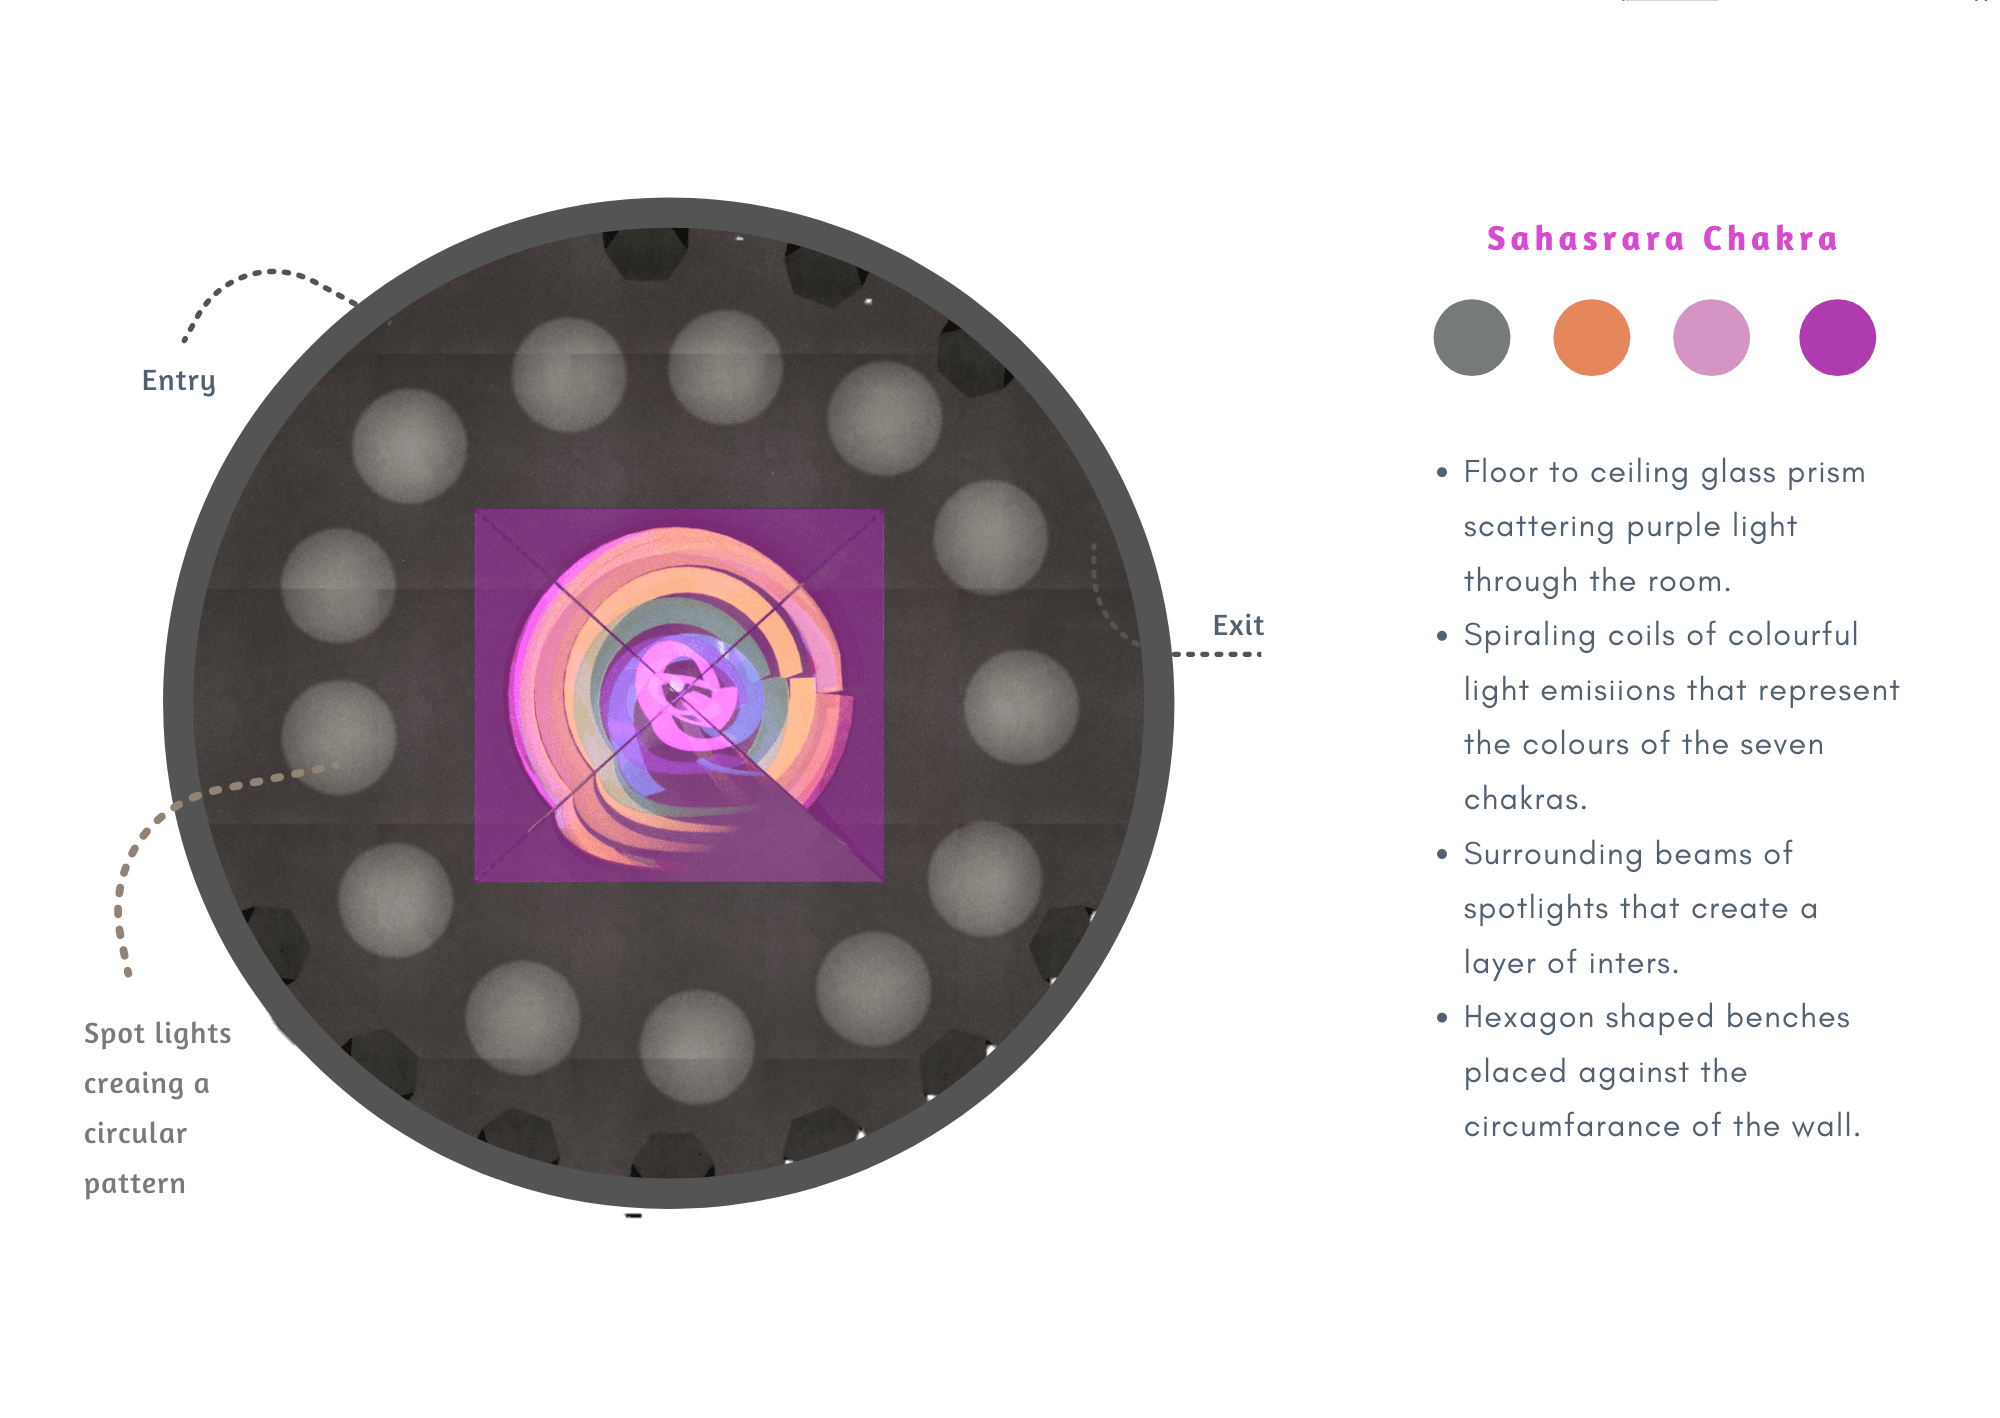 Sahasrara Chakra
Entry
Exit
Spot lights
creaing a
circular
pattern
• Floor to ceiling glass prism
scattering purple light
through the room.
• Spiraling coils of colourful
light emisiions that represent
the colours of the seven
chakras.
• Surrounding beams of
spotlights that create a
layer of inters.
• Hexagon shaped benches
placed against the
circumfarance of the wall.